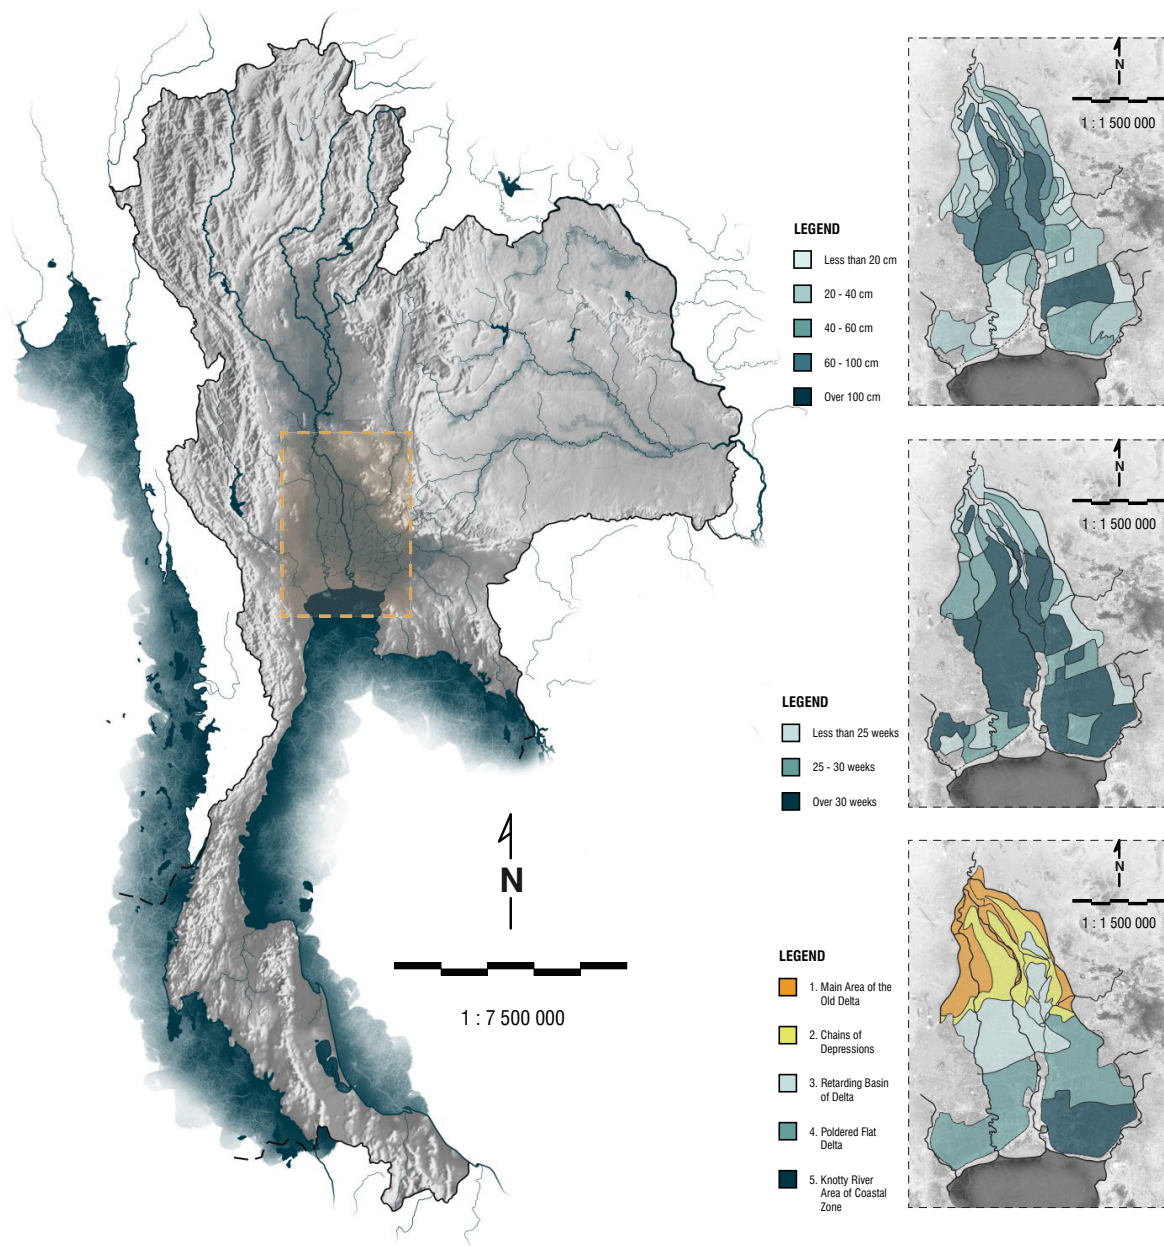 N
1 : 1 500 000
LEGEND
Less than 20 cm
20 - 40 cm
40 - 60 cm
60 - 100 cm
Over 100 cm
N
1 : 1 500 000
LEGEND
Less than 25 weeks
25 - 30 weeks
Over 30 weeks
N
1 : 7 500 000
N
1 : 1 500 000
LEGEND
1. Main Area of the
Old Delta
2. Chains of
Depressions
3. Retarding Basin
of Delta
4. Poldered Flat
Delta
5. Knotty River
Area of Coastal
Zone